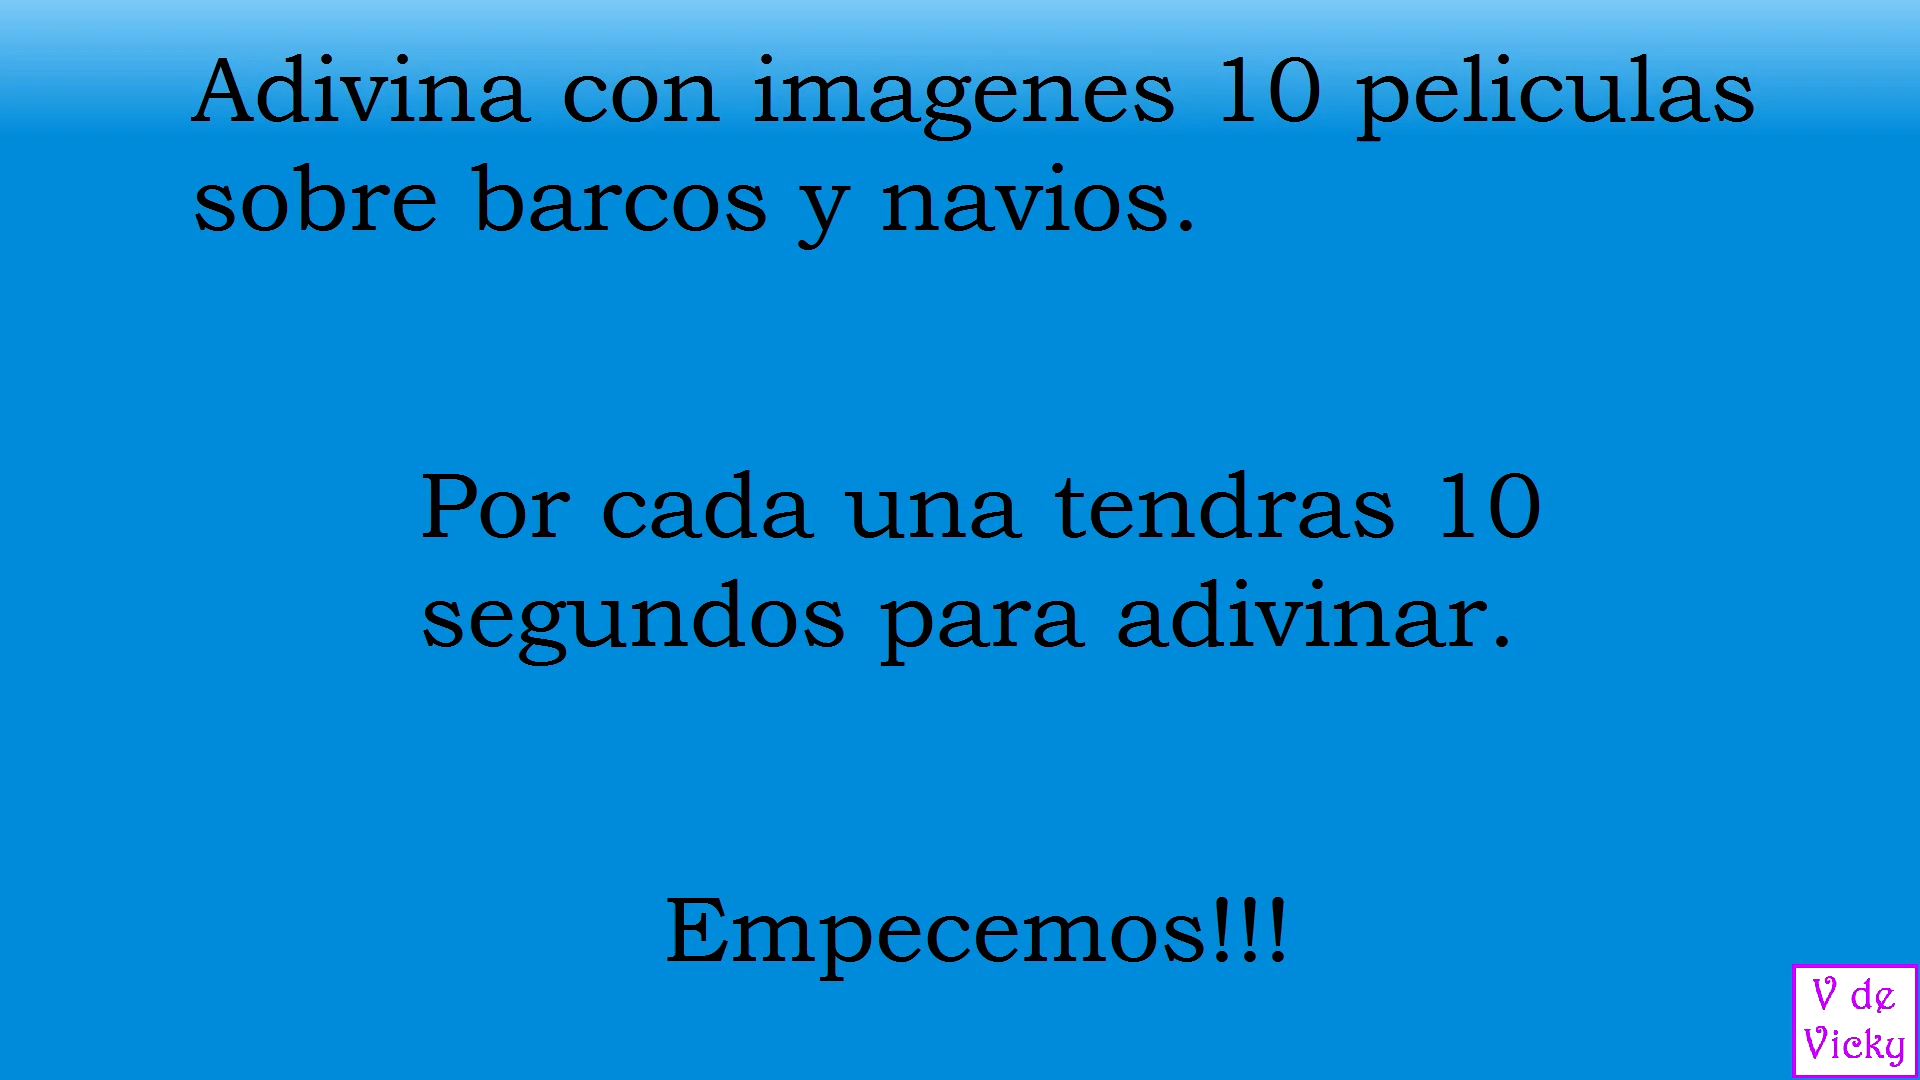 Adivina con imagenes 10 peliculas
sobre barcos y navios.
Por cada una tendras 10
segundos para adivinar.
Empecemos!!!
V de
Vicky